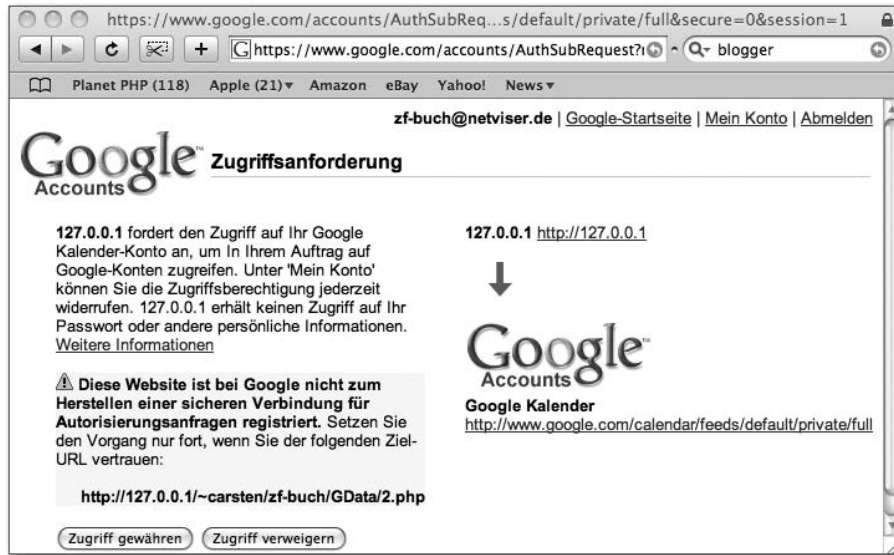 https://www.google.com/accounts/AuthSubReq...s/default/private/full&secure=0&session=1
G https://www.google.com/accounts/AuthSubRequest?
blogger
Planet PHP (118) Apple (21) Amazon eBay Yahoo! News
zf-buch@netviser.de | Google-Startseite | Mein Konto | Abmelden
Google™
Accounts
Zugriffsanforderung
127.0.0.1 fordert den Zugriff auf Ihr Google
Kalender-Konto an, um In Ihrem Auftrag auf
Google-Konten zugreifen. Unter 'Mein Konto'
können Sie die Zugriffsberechtigung jederzeit
widerrufen. 127.0.0.1 erhält keinen Zugriff auf Ihr
Passwort oder andere persönliche Informationen.
Weitere Informationen
Diese Website ist bei Google nicht zum
Herstellen einer sicheren Verbindung für
Autorisierungsanfragen registriert. Setzen Sie
den Vorgang nur fort, wenn Sie der folgenden Ziel-
URL vertrauen:
http://127.0.0.1/~carsten/zf-buch/GData/2.php
Zugriff gewähren Zugriff verweigern
127.0.0.1 http://127.0.0.1
Google™
Accounts
Google Kalender
http://www.google.com/calendar/feeds/default/private/full